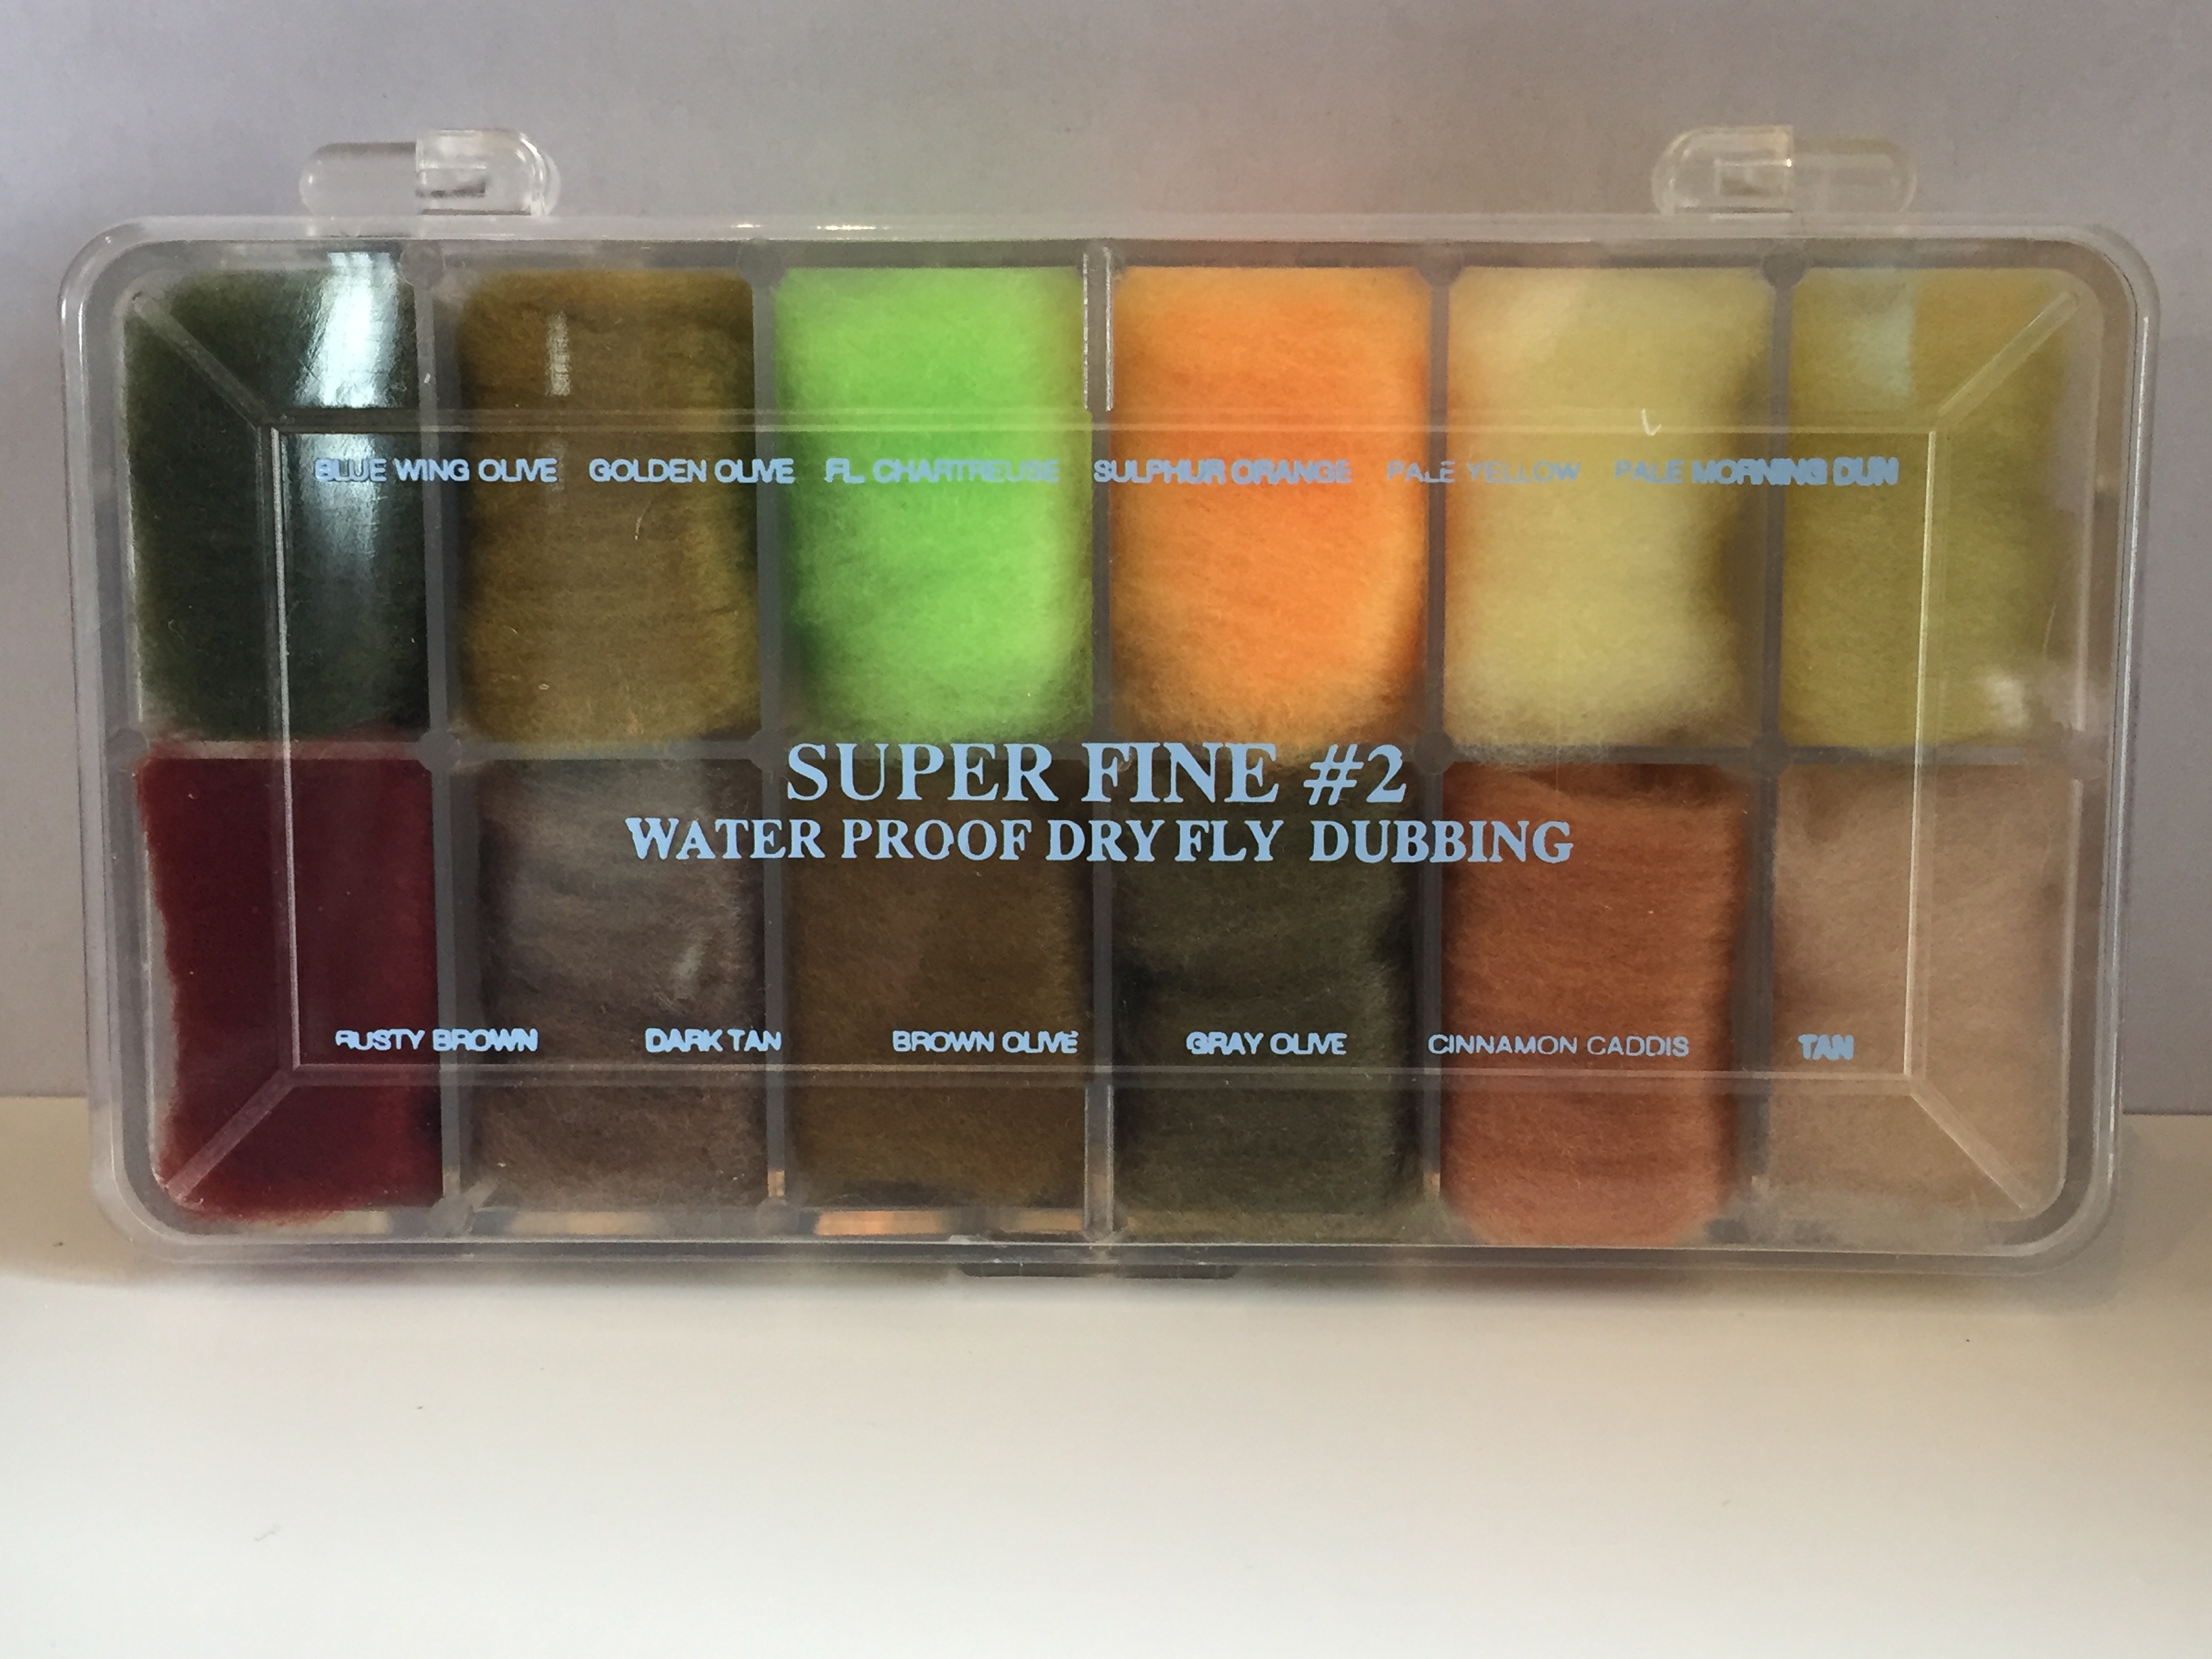 BLUE WING OLIVE GOLDEN OLIVE FL. CHARTREUSE SULPHUR ORANGE PALE YELLOW PALE MORNING DUN
SUPER FINE #2
WATER PROOF DRY FLY DUBBING
RUSTY BROWN DARK TAN BROWN OLIVE GRAY OLIVE CINNAMON CADDIS TAN